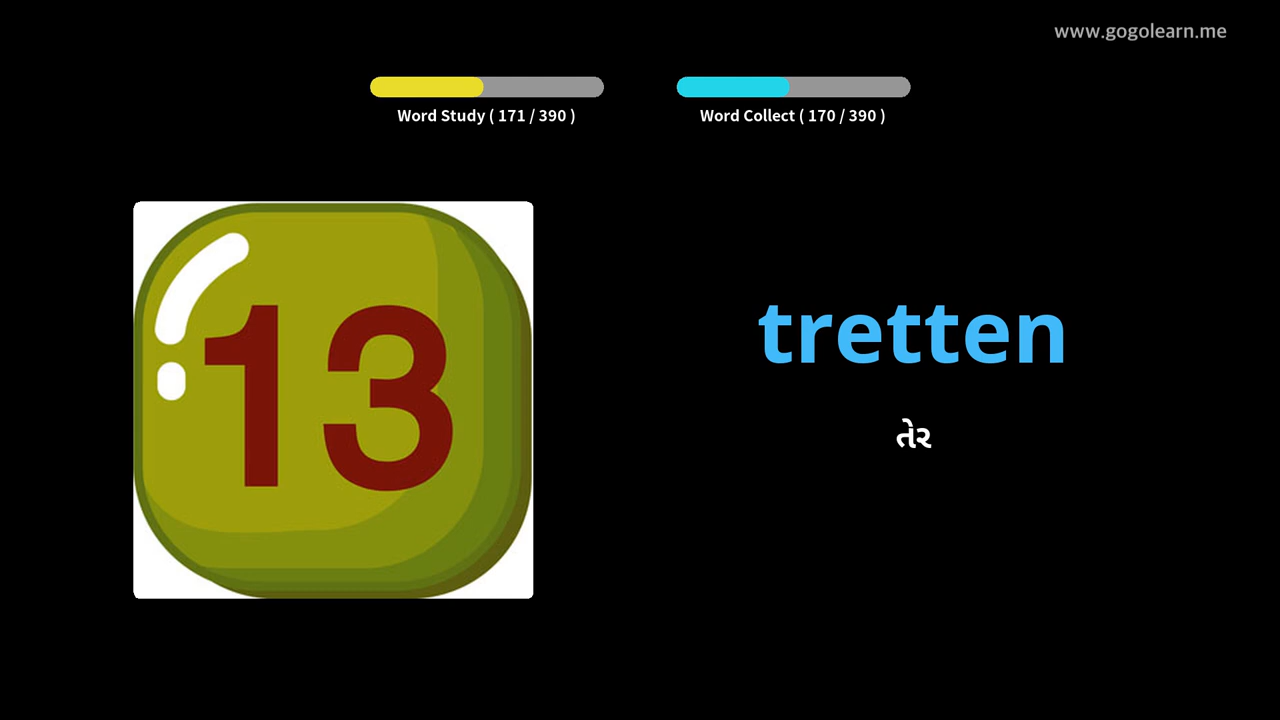 www.gogolearn.me
Word Study ( 171 / 390 )
Word Collect ( 170 / 390 )
13
tretten
તેર